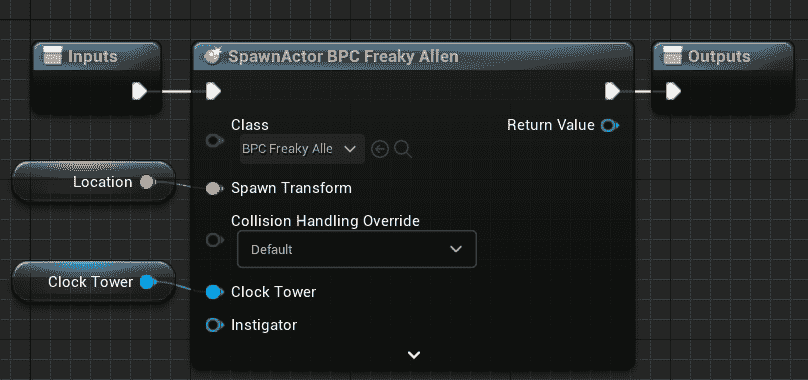 Inputs
SpawnActor BPC Freaky Allen
Outputs
Class
Return Value
BPC Freaky Alle
Location
Spawn Transform
Collision Handling Override
Default
Clock Tower
Clock Tower
Instigator